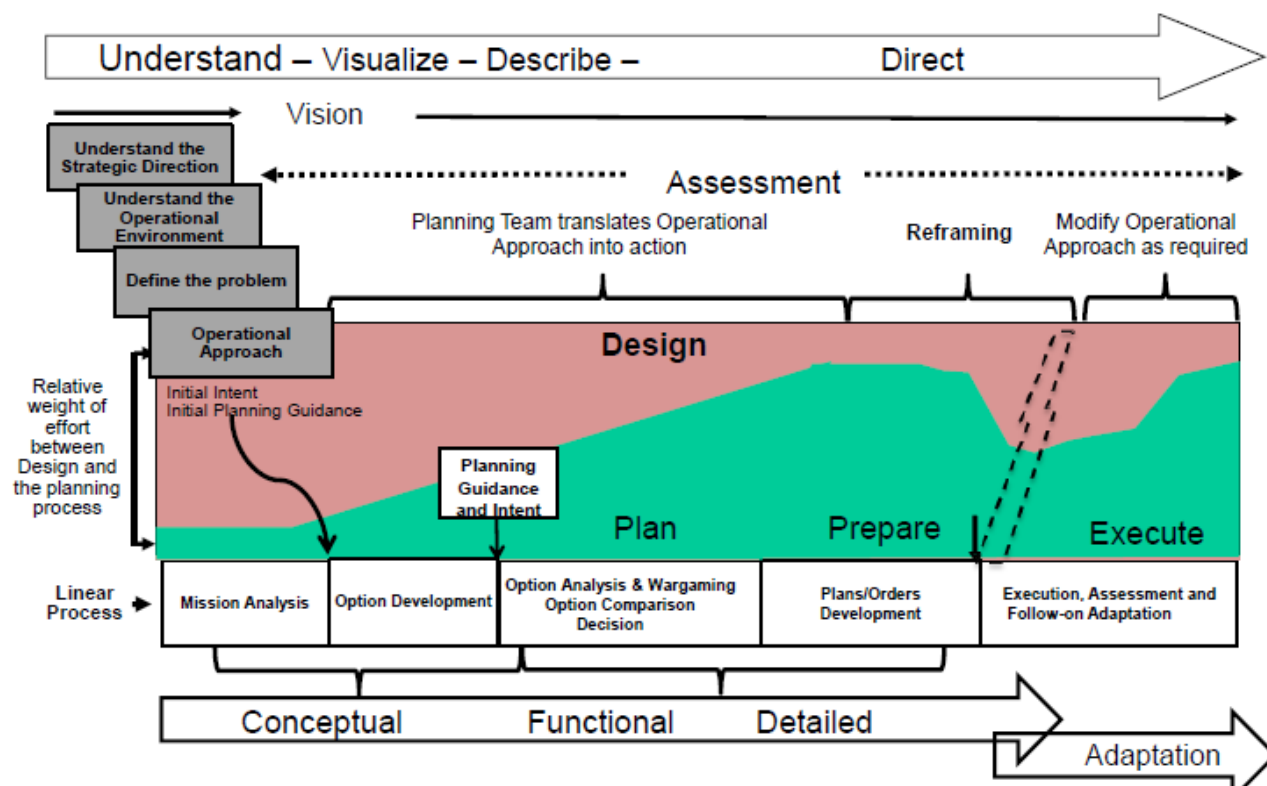 Understand – Visualize – Describe – Direct
Vision
Understand the
Strategic Direction
Understand the
Operational
Environment
Define the problem
Operational
Approach
Assessment
Planning Team translates Operational
Approach into action
Reframing
Modify Operational
Approach as required
Design
Relative
weight of
effort
between
Design and
the planning
process
Initial Intent
Initial Planning Guidance
Planning
Guidance
and Intent
Plan
Prepare
Execute
Linear
Process
Mission Analysis
Option Development
Option Analysis & Wargaming
Option Comparison
Decision
Plans/Orders
Development
Execution, Assessment and
Follow-on Adaptation
Conceptual
Functional
Detailed
Adaptation